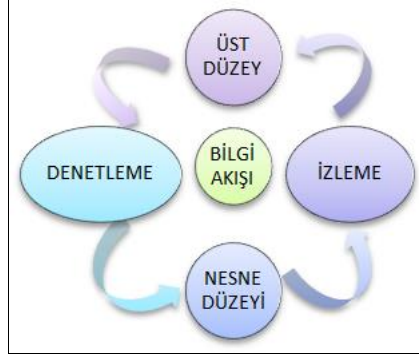 ÜST
DÜZEY
DENETLEME
BİLGİ
AKIŞI
İZLEME
NESNE
DÜZEYİ